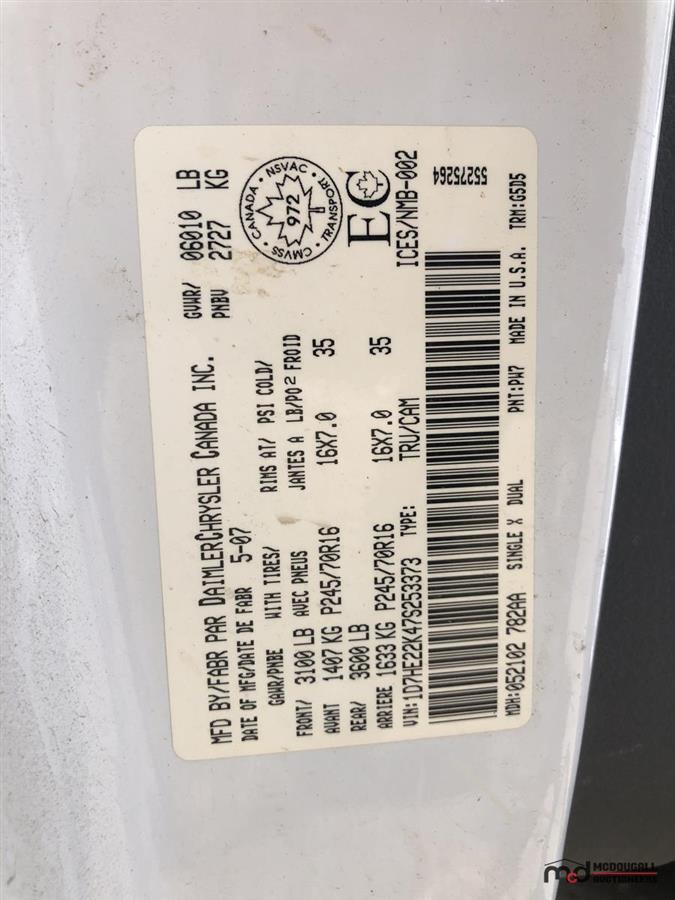 MFD BY/FABR PAR DAIMLERCHRYSLER CANADA INC.
DATE OF MFG/DATE DE FABR 5-07
GVWR/ 06010 LB
PNBV 2727 KG
GAWR/PNBE WITH TIRES/ RIMS AT/ PSI COLD/
AVEC PNEUS JANTES A LB/PO2 FROID
FRONT/ 3100 LB
AVANT 1407 KG P245/70R16 16X7.0 35
REAR/ 3600 LB
ARRIERE 1633 KG P245/70R16 16X7.0 35
VIN: 1D7HE22K47S253373 TYPE: TRU/CAM
CANADA · NSVAC · TRANSPORT · CMVSS
972
EC
ICES/NMB-002
55275264
MDH: 052102 782AA SINGLE X DUAL PNT: PW7 MADE IN U.S.A. TRM: G5D5
mcd MCDOUGALL
AUCTIONEERS